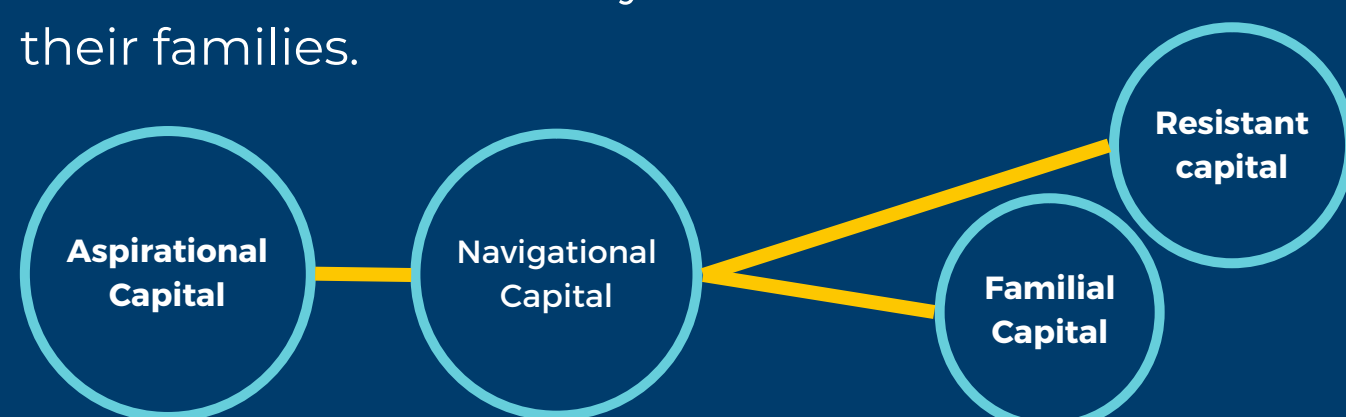 their families.
Aspirational
Capital
Navigational
Capital
Resistant
capital
Familial
Capital